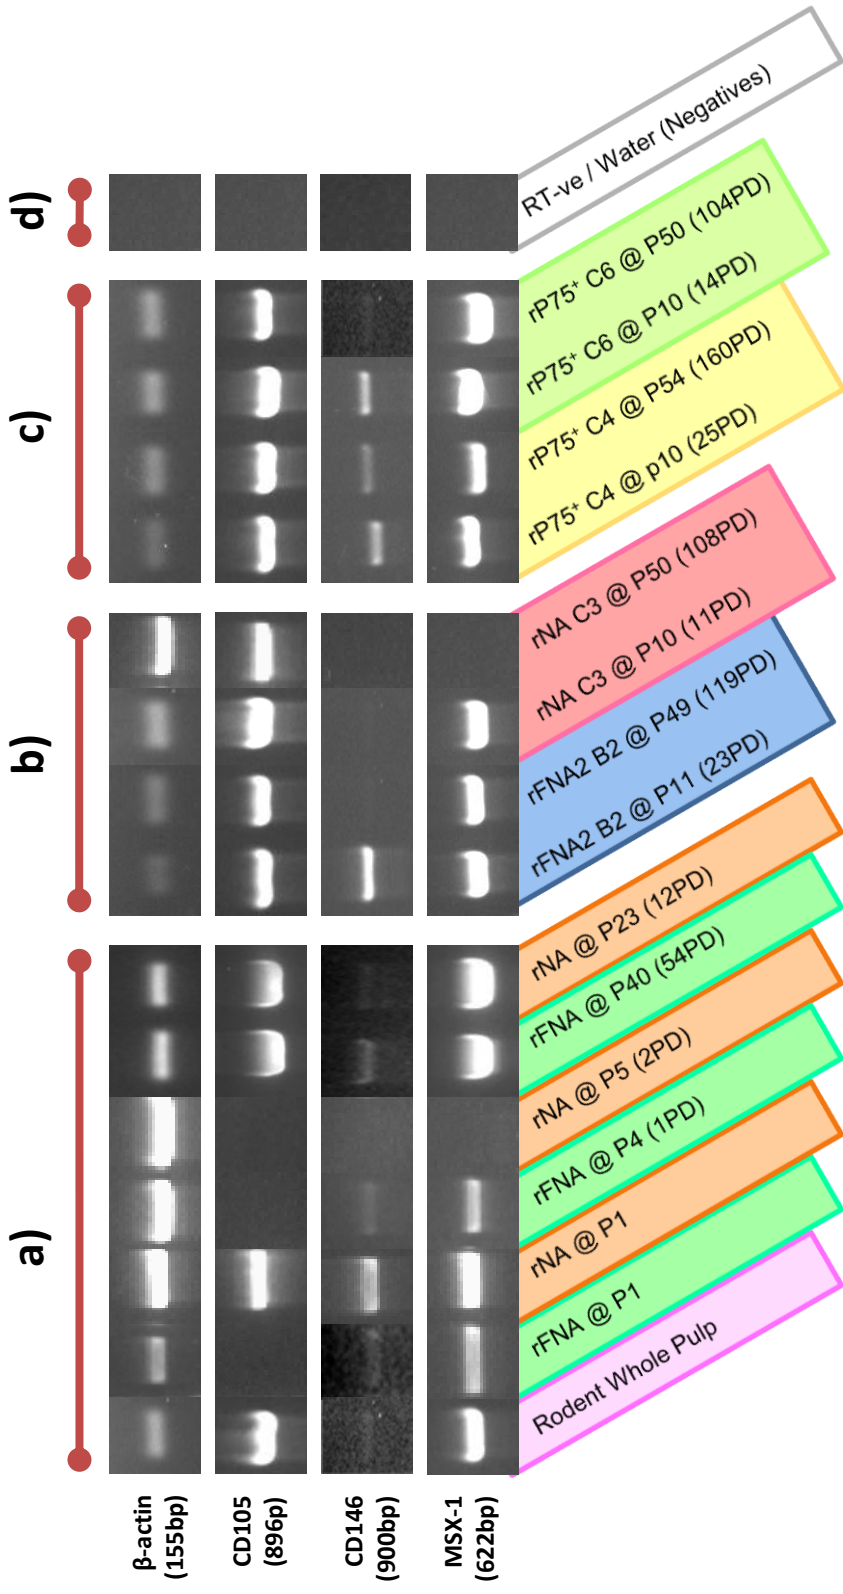 a)
b)
c)
d)
β-actin
(155bp)
CD105
(896p)
CD146
(900bp)
MSX-1
(622bp)
Rodent Whole Pulp
rFNA @ P1
rNA @ P1
rFNA @ P4 (1PD)
rNA @ P5 (2PD)
rFNA @ P40 (54PD)
rNA @ P23 (12PD)
rFNA2 B2 @ P11 (23PD)
rFNA2 B2 @ P49 (119PD)
rNA C3 @ P10 (11PD)
rNA C3 @ P50 (108PD)
rP75⁺ C4 @ p10 (25PD)
rP75⁺ C4 @ P54 (160PD)
rP75⁺ C6 @ P10 (14PD)
rP75⁺ C6 @ P50 (104PD)
RT-ve / Water (Negatives)